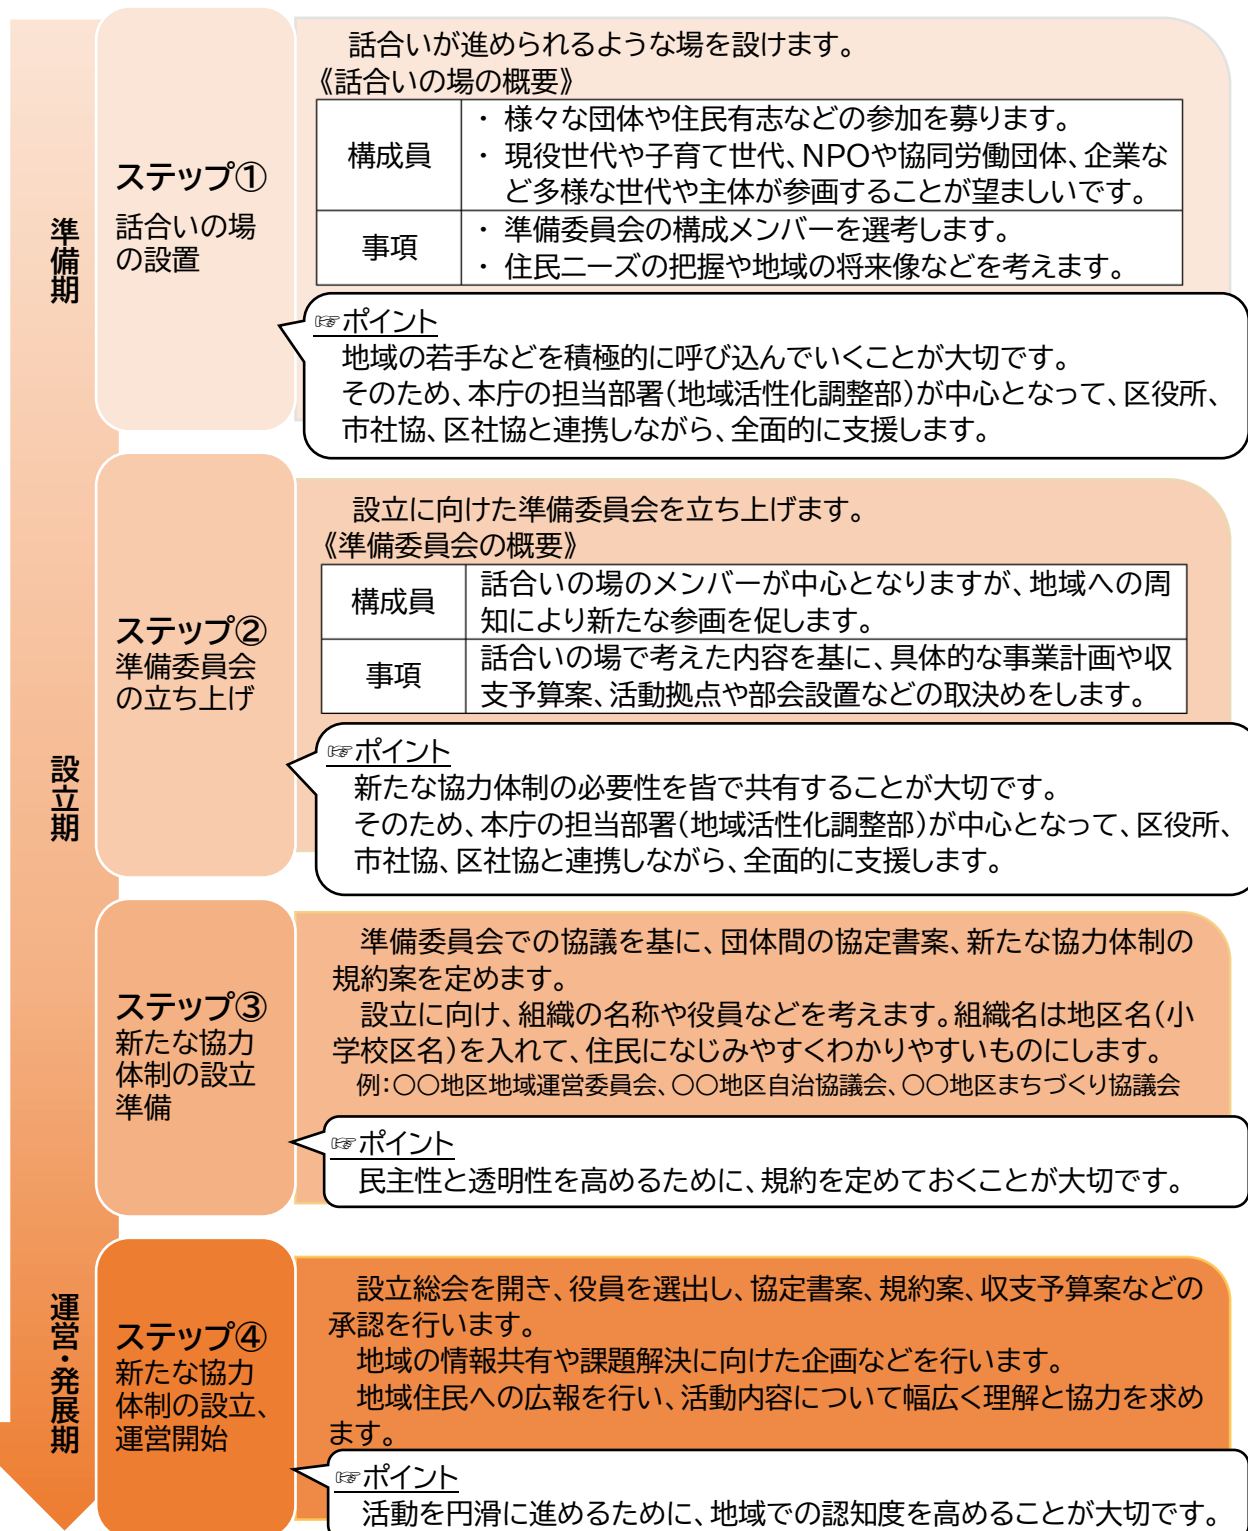 準備期
ステップ①
話合いの場
の設置
話合いが進められるような場を設けます。
《話合いの場の概要》
構成員
・ 様々な団体や住民有志などの参加を募ります。
・ 現役世代や子育て世代、NPOや協同労働団体、企業な
ど多様な世代や主体が参画することが望ましいです。
事項
・ 準備委員会の構成メンバーを選考します。
・ 住民ニーズの把握や地域の将来像などを考えます。
☞ポイント
地域の若手などを積極的に呼び込んでいくことが大切です。
そのため、本庁の担当部署(地域活性化調整部)が中心となって、区役所、
市社協、区社協と連携しながら、全面的に支援します。
設立期
ステップ②
準備委員会
の立ち上げ
設立に向けた準備委員会を立ち上げます。
《準備委員会の概要》
構成員
話合いの場のメンバーが中心となりますが、地域への周
知により新たな参画を促します。
事項
話合いの場で考えた内容を基に、具体的な事業計画や収
支予算案、活動拠点や部会設置などの取決めをします。
☞ポイント
新たな協力体制の必要性を皆で共有することが大切です。
そのため、本庁の担当部署(地域活性化調整部)が中心となって、区役所、
市社協、区社協と連携しながら、全面的に支援します。
ステップ③
新たな協力
体制の設立
準備
準備委員会での協議を基に、団体間の協定書案、新たな協力体制の
規約案を定めます。
設立に向け、組織の名称や役員などを考えます。組織名は地区名(小
学校区名)を入れて、住民になじみやすくわかりやすいものにします。
例:○○地区地域運営委員会、○○地区自治協議会、○○地区まちづくり協議会
☞ポイント
民主性と透明性を高めるために、規約を定めておくことが大切です。
運営・発展期
ステップ④
新たな協力
体制の設立、
運営開始
設立総会を開き、役員を選出し、協定書案、規約案、収支予算案などの
承認を行います。
地域の情報共有や課題解決に向けた企画などを行います。
地域住民への広報を行い、活動内容について幅広く理解と協力を求め
ます。
☞ポイント
活動を円滑に進めるために、地域での認知度を高めることが大切です。